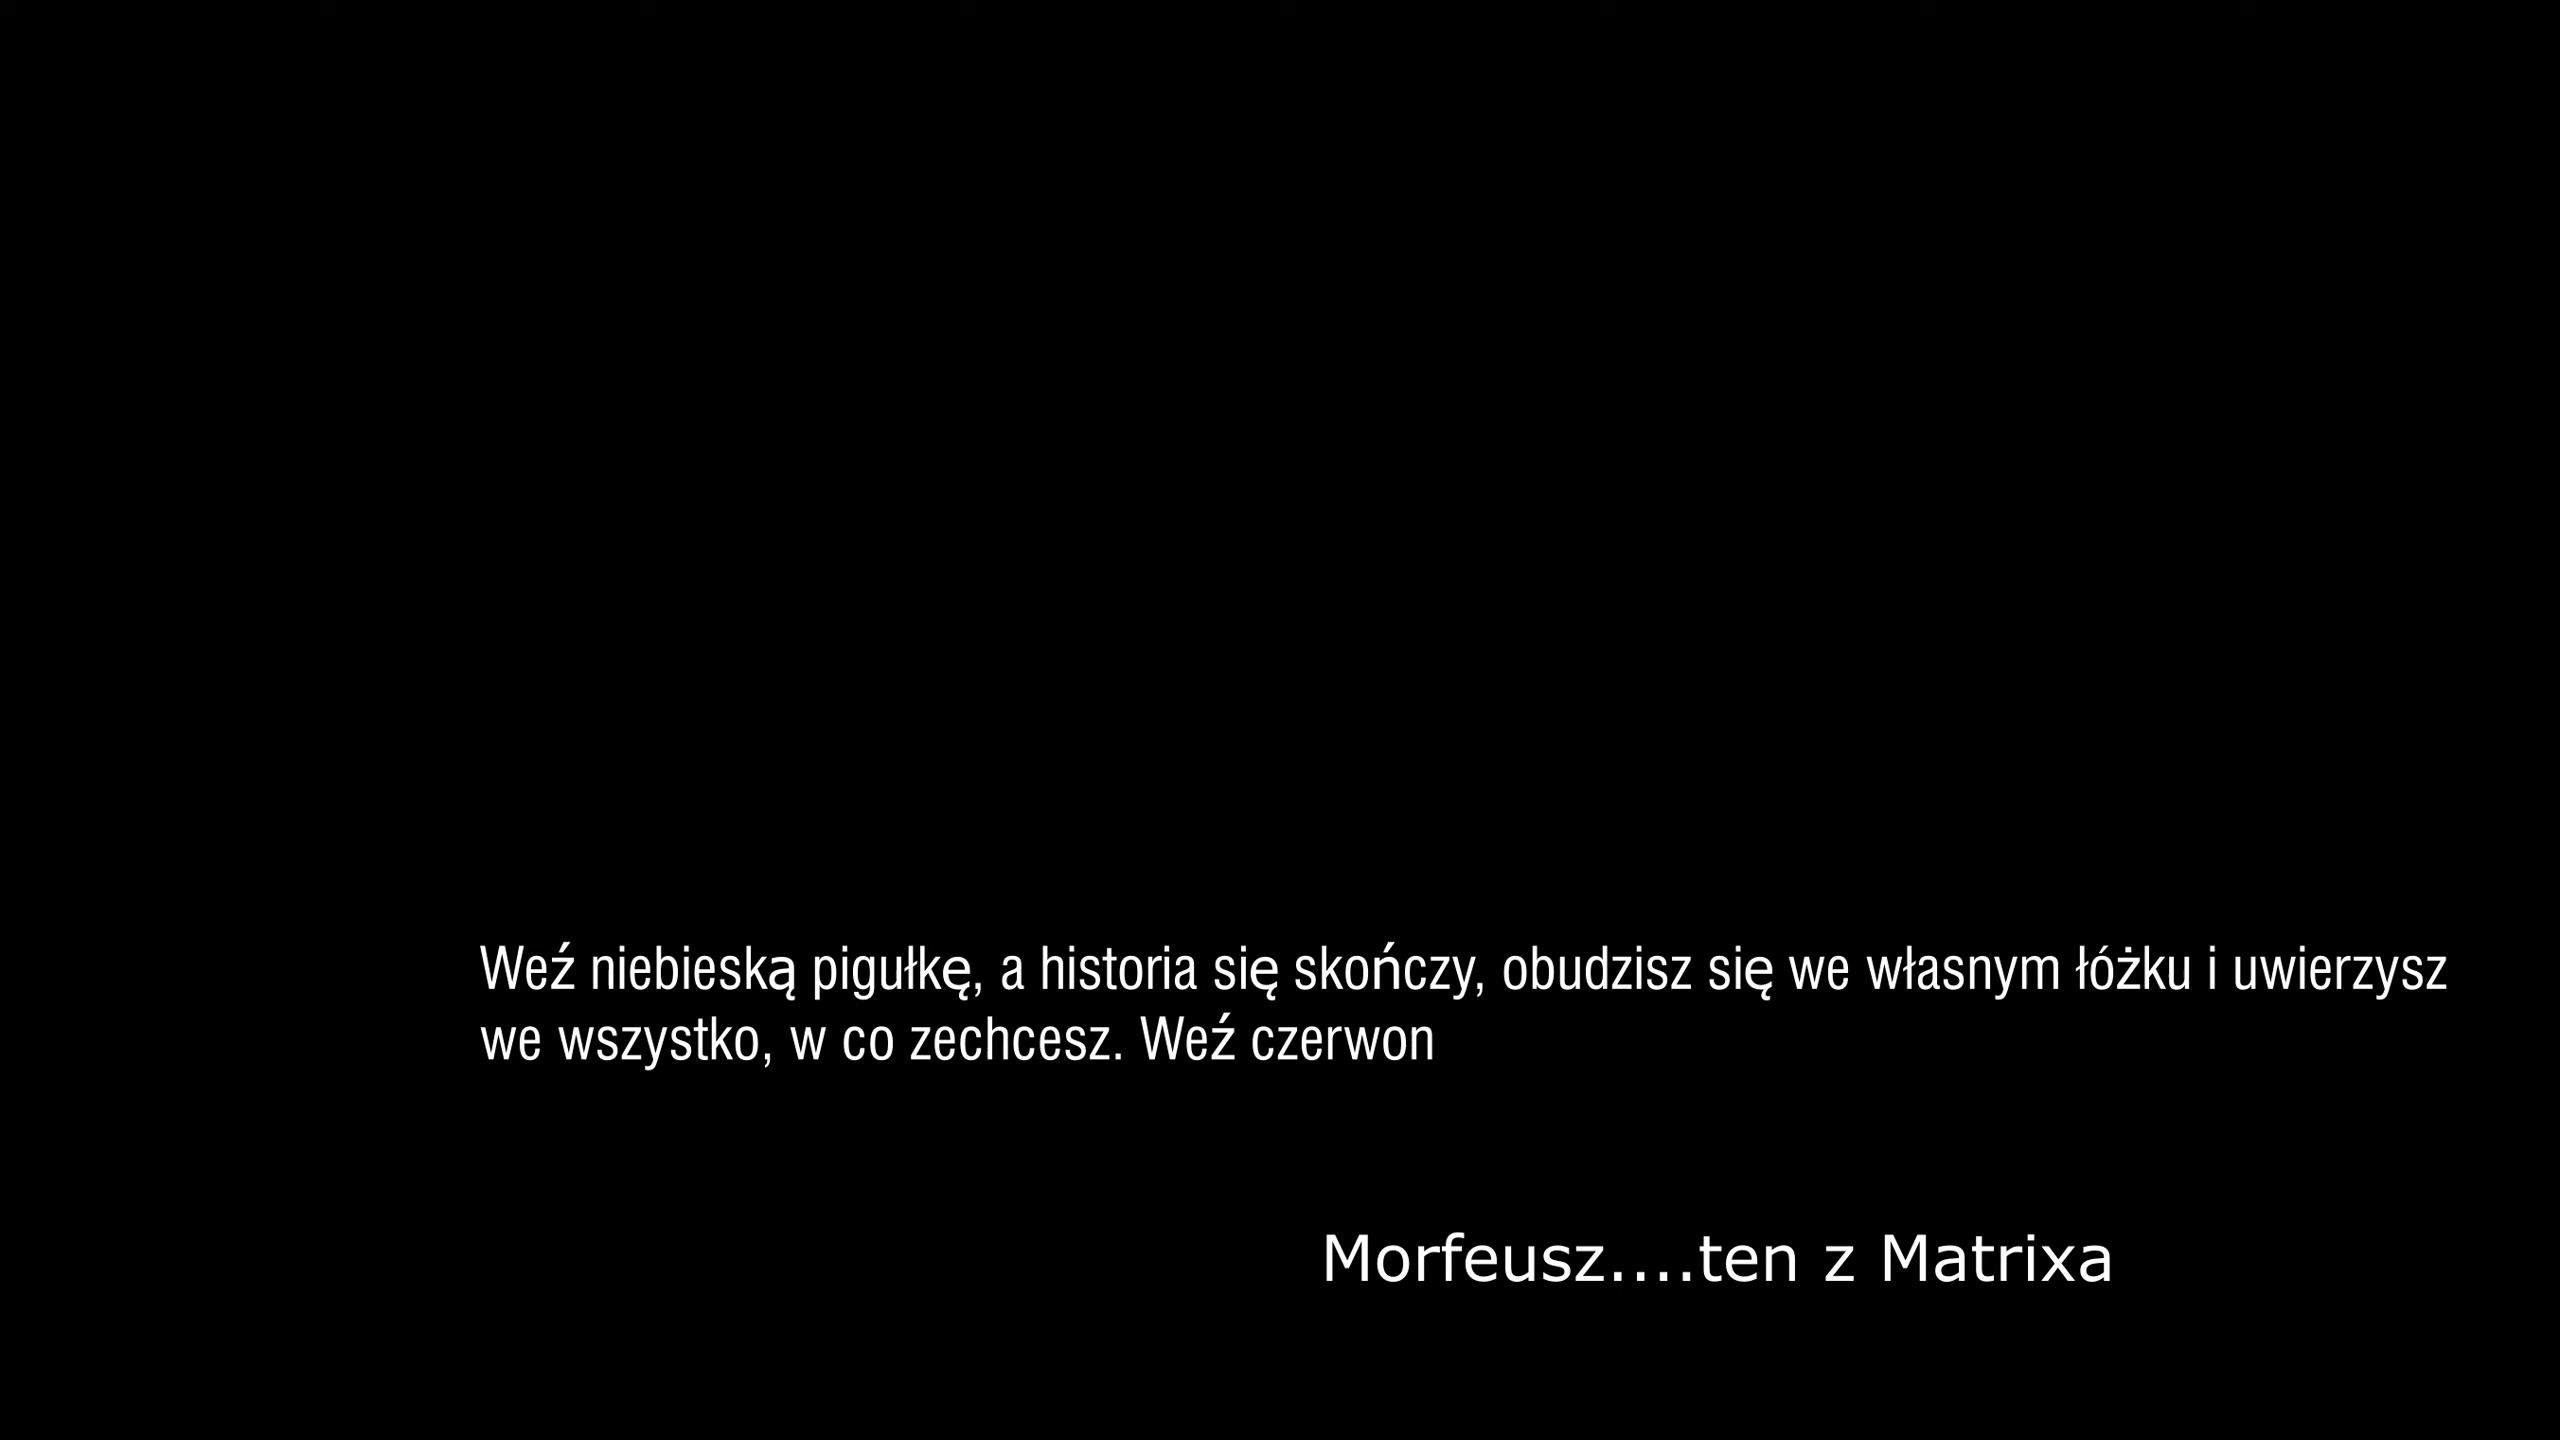 Weź niebieską pigułkę, a historia się skończy, obudzisz się we własnym łóżku i uwierzysz
we wszystko, w co zechcesz. Weź czerwon
Morfeusz....ten z Matrixa